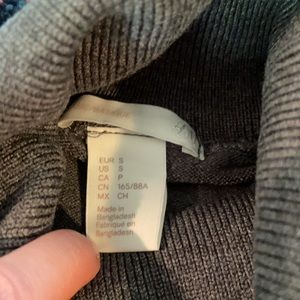 EUR S
US S
CA P
CN 165/88A
MX CH
Made in
Bangladesh
Fabriqué en
Bangladesh